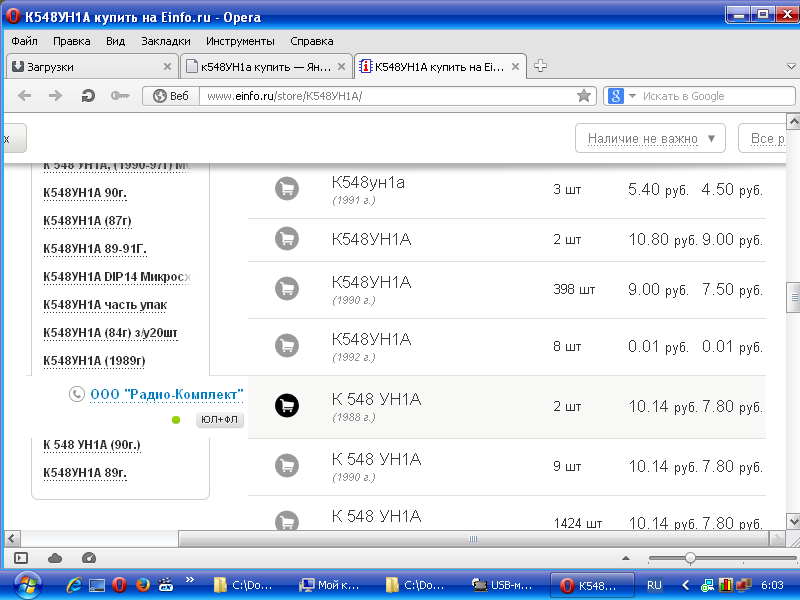 К548УН1А купить на Einfo.ru - Opera
Файл Правка Вид Закладки Инструменты Справка
Загрузки
к548УН1а купить — Ян...
К548УН1А купить на Ei...
Веб
www.einfo.ru/store/К548УН1А/
Искать в Google
х
Наличие не важно ▼
Все р
К 548 УН1А, (1990-97г) М
К548УН1А 90г.
К548УН1А (87г)
К548УН1А 89-91Г.
К548УН1А DIP14 Микросх
К548УН1А часть упак
К548УН1А (84г) з/у20шт
К548УН1А (1989г)
ООО "Радио-Комплект"
ЮЛ+ФЛ
К 548 УН1А (90г.)
К548УН1А 89г.
К548ун1а 3 шт 5.40 руб. 4.50 руб.
(1991 г.)
К548УН1А 2 шт 10.80 руб. 9.00 руб.
К548УН1А 398 шт 9.00 руб. 7.50 руб.
(1990 г.)
К548УН1А 8 шт 0.01 руб. 0.01 руб.
(1992 г.)
К 548 УН1А 2 шт 10.14 руб. 7.80 руб.
(1988 г.)
К 548 УН1А 9 шт 10.14 руб. 7.80 руб.
(1990 г.)
К 548 УН1А 1424 шт 10.14 руб. 7.80 руб.
C:\Do...
Мой к...
C:\Do...
USB-м...
К548...
RU
6:03